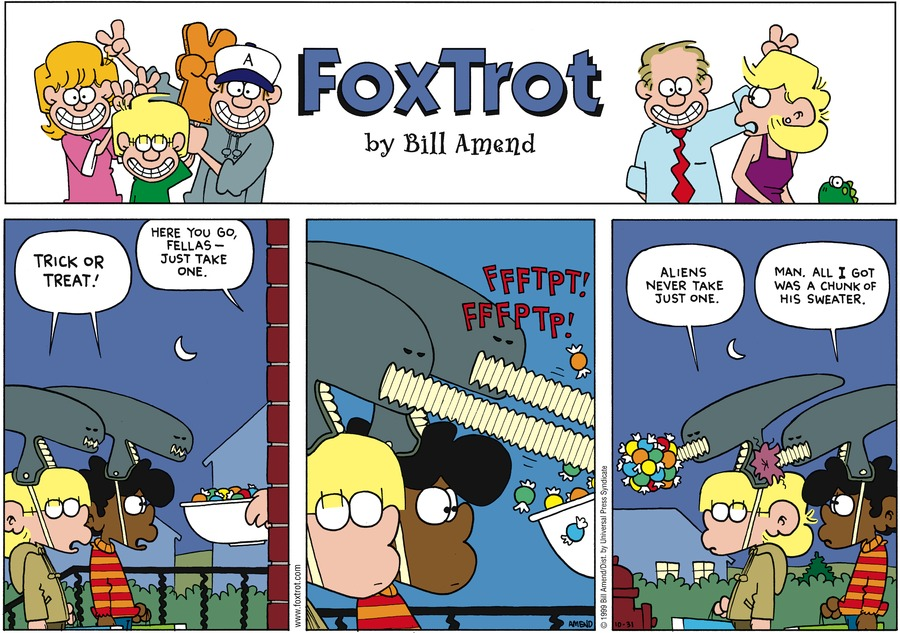 A
FOXTROT
by Bill Amend
TRICK OR
TREAT!
HERE YOU GO,
FELLAS—
JUST TAKE
ONE.
www.foxtrot.com
FFFTPT!
FFFPTP!
AMEND
© 1999 Bill Amend/Dist. by Universal Press Syndicate
ALIENS
NEVER TAKE
JUST ONE.
MAN. ALL I GOT
WAS A CHUNK OF
HIS SWEATER.
10-31